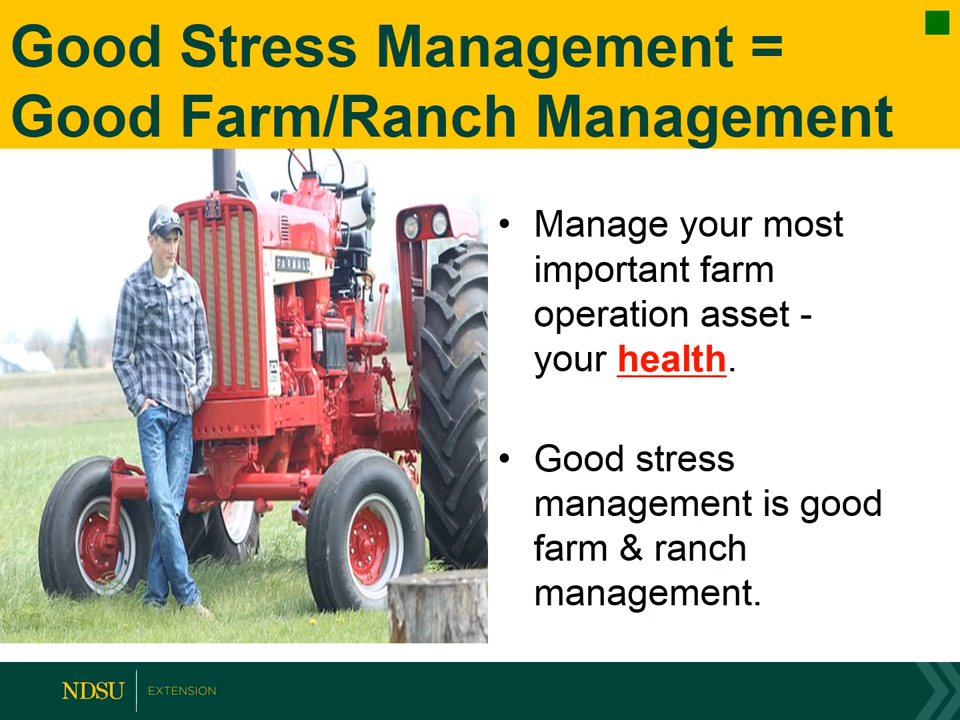 Good Stress Management =
Good Farm/Ranch Management
• Manage your most
important farm
operation asset -
your health.
• Good stress
management is good
farm & ranch
management.
FARMALL
NDSU
EXTENSION